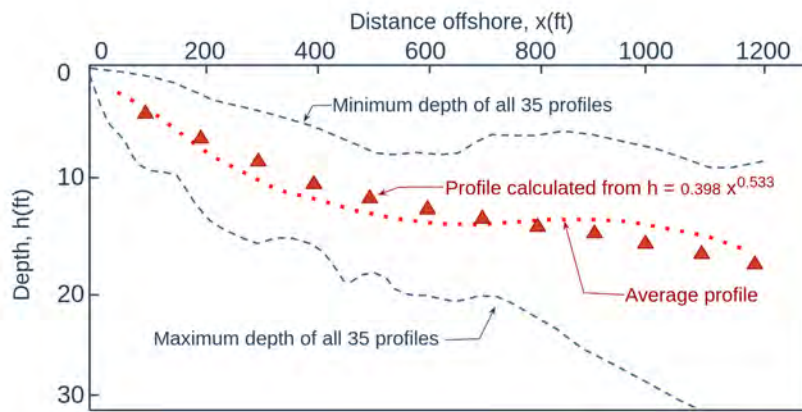 Distance offshore, x(ft)
0 200 400 600 800 1000 1200
0
Minimum depth of all 35 profiles
10
Profile calculated from h = 0.398 x^0.533
Depth, h(ft)
20
Average profile
Maximum depth of all 35 profiles
30